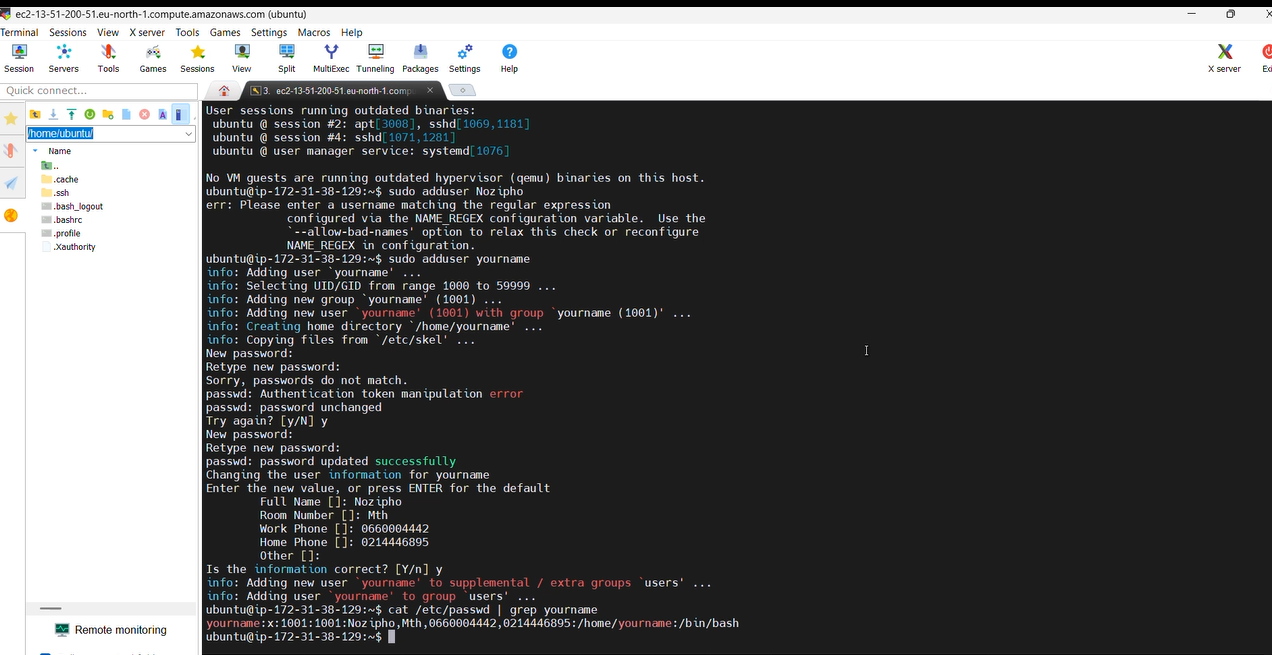 ec2-13-51-200-51.eu-north-1.compute.amazonaws.com (ubuntu)
Terminal Sessions View X server Tools Games Settings Macros Help
Session Servers Tools Games Sessions View Split MultiExec Tunneling Packages Settings Help X server
Quick connect...
3. ec2-13-51-200-51.eu-north-1.comp
/home/ubuntu/
Name
..
.cache
.ssh
.bash_logout
.bashrc
.profile
.Xauthority
Remote monitoring
User sessions running outdated binaries:
ubuntu @ session #2: apt[3008], sshd[1069,1181]
ubuntu @ session #4: sshd[1071,1281]
ubuntu @ user manager service: systemd[1076]
No VM guests are running outdated hypervisor (qemu) binaries on this host.
ubuntu@ip-172-31-38-129:~$ sudo adduser Nozipho
err: Please enter a username matching the regular expression
configured via the NAME_REGEX configuration variable.  Use the
`--allow-bad-names' option to relax this check or reconfigure
NAME_REGEX in configuration.
ubuntu@ip-172-31-38-129:~$ sudo adduser yourname
info: Adding user `yourname' ...
info: Selecting UID/GID from range 1000 to 59999 ...
info: Adding new group `yourname' (1001) ...
info: Adding new user `yourname' (1001) with group `yourname (1001)' ...
info: Creating home directory `/home/yourname' ...
info: Copying files from `/etc/skel' ...
New password:
Retype new password:
Sorry, passwords do not match.
passwd: Authentication token manipulation error
passwd: password unchanged
Try again? [y/N] y
New password:
Retype new password:
passwd: password updated successfully
Changing the user information for yourname
Enter the new value, or press ENTER for the default
Full Name []: Nozipho
Room Number []: Mth
Work Phone []: 0660004442
Home Phone []: 0214446895
Other []:
Is the information correct? [Y/n] y
info: Adding new user `yourname' to supplemental / extra groups `users' ...
info: Adding user `yourname' to group `users' ...
ubuntu@ip-172-31-38-129:~$ cat /etc/passwd | grep yourname
yourname:x:1001:1001:Nozipho,Mth,0660004442,0214446895:/home/yourname:/bin/bash
ubuntu@ip-172-31-38-129:~$